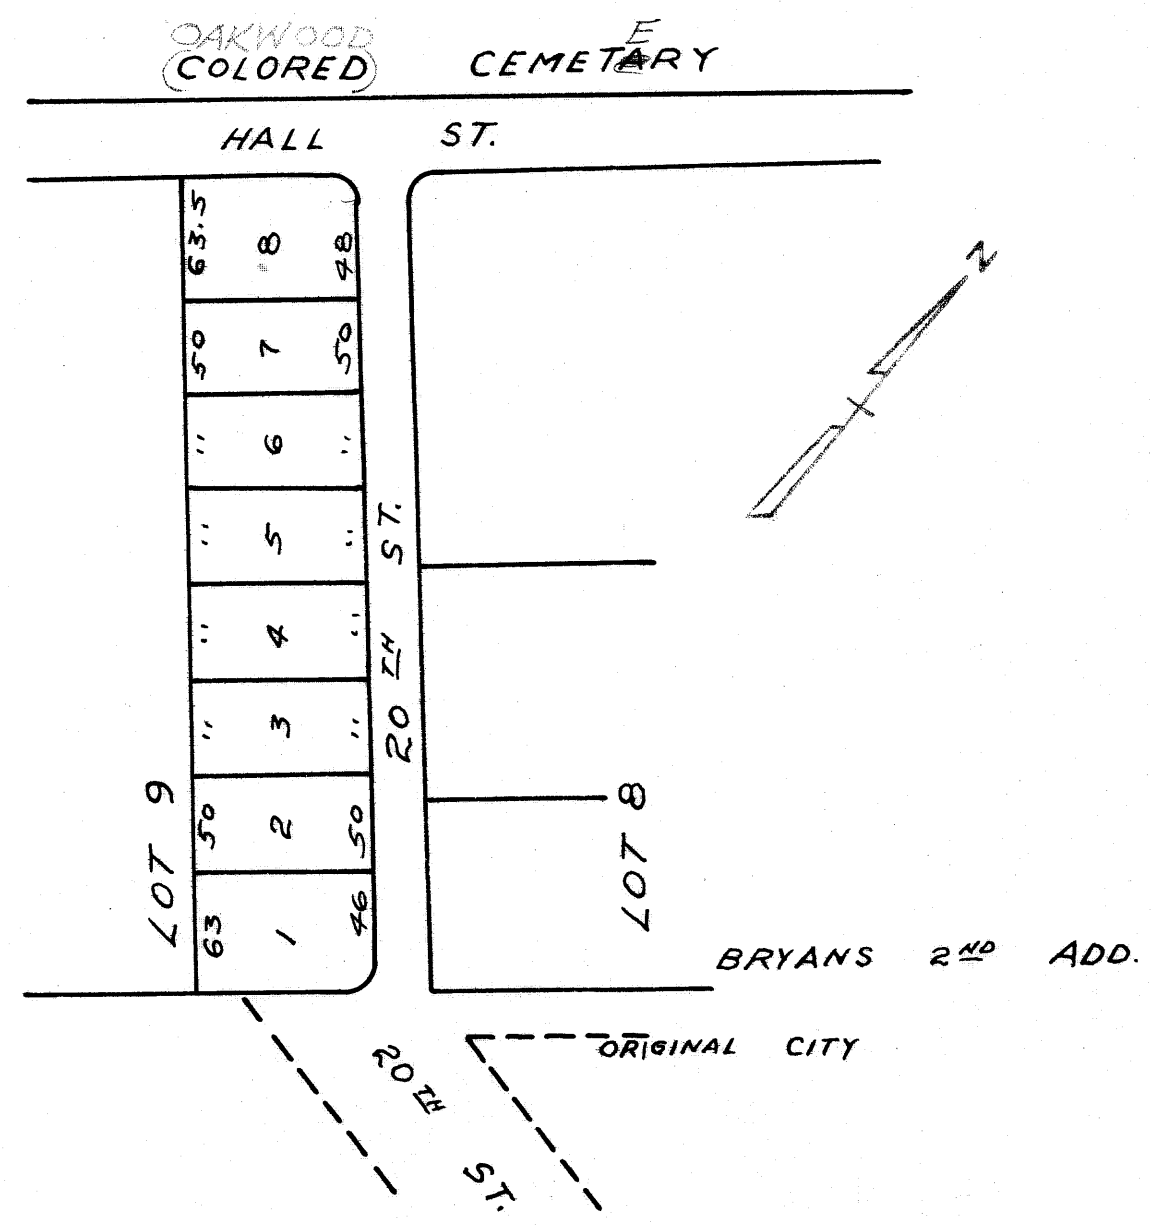 OAKWOOD
(COLORED) CEMETARY
E
HALL ST.
63.5 8 48
50 7 50
" 6 "
" 5 "
" 4 "
" 3 "
50 2 50
63 1 46
LOT 9
20TH ST.
LOT 8
N
BRYANS 2ND ADD.
ORIGINAL CITY
20TH ST.